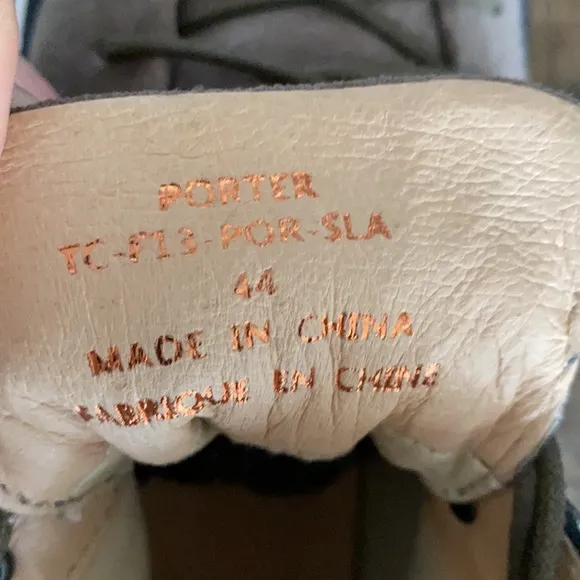 PORTER
TC-F13-POR-SLA
44
MADE IN CHINA
FABRIQUE EN CHINE